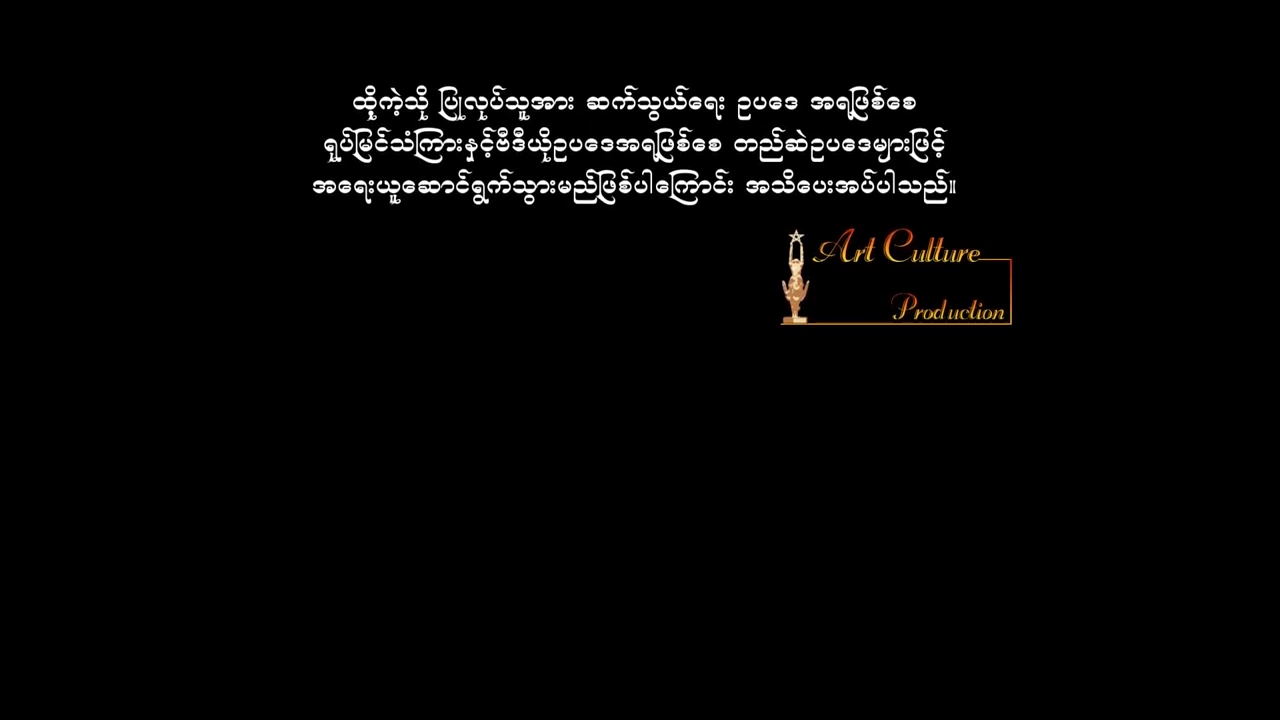 ထို့ကဲ့သို့ ပြုလုပ်သူအား ဆက်သွယ်ရေး ဥပဒေ အရဖြစ်စေ
ရုပ်မြင်သံကြားနှင့်ဗီဒီယိုဥပဒေအရဖြစ်စေ တည်ဆဲဥပဒေများဖြင့်
အရေးယူဆောင်ရွက်သွားမည်ဖြစ်ပါကြောင်း အသိပေးအပ်ပါသည်။
Art Culture
Production